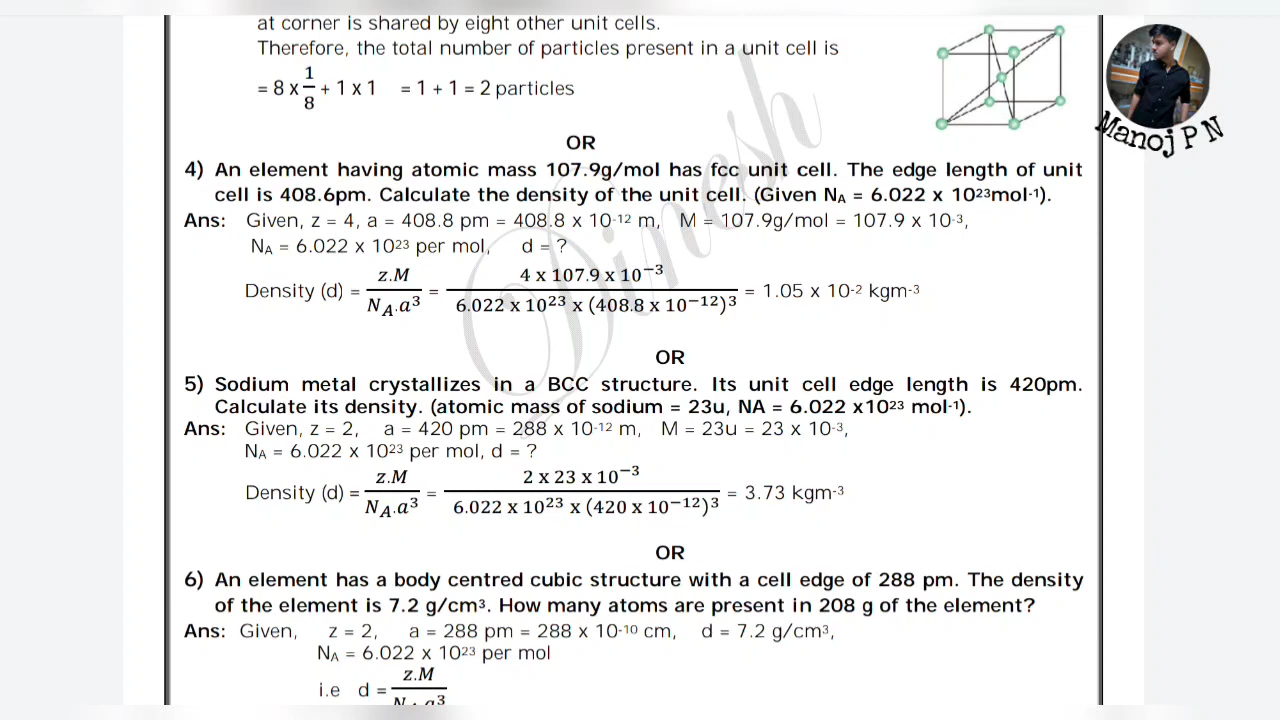 at corner is shared by eight other unit cells.
Therefore, the total number of particles present in a unit cell is
= 8 x 1/8 + 1 x 1 = 1 + 1 = 2 particles
OR
4) An element having atomic mass 107.9g/mol has fcc unit cell. The edge length of unit
cell is 408.6pm. Calculate the density of the unit cell. (Given NA = 6.022 x 10²³mol⁻¹).
Ans: Given, z = 4, a = 408.8 pm = 408.8 x 10⁻¹² m, M = 107.9g/mol = 107.9 x 10⁻³,
NA = 6.022 x 10²³ per mol, d = ?
Density (d) = z.M / NA.a³ = 4 x 107.9 x 10⁻³ / 6.022 x 10²³ x (408.8 x 10⁻¹²)³ = 1.05 x 10⁻² kgm⁻³
OR
5) Sodium metal crystallizes in a BCC structure. Its unit cell edge length is 420pm.
Calculate its density. (atomic mass of sodium = 23u, NA = 6.022 x10²³ mol⁻¹).
Ans: Given, z = 2, a = 420 pm = 288 x 10⁻¹² m, M = 23u = 23 x 10⁻³,
NA = 6.022 x 10²³ per mol, d = ?
Density (d) = z.M / NA.a³ = 2 x 23 x 10⁻³ / 6.022 x 10²³ x (420 x 10⁻¹²)³ = 3.73 kgm⁻³
OR
6) An element has a body centred cubic structure with a cell edge of 288 pm. The density
of the element is 7.2 g/cm³. How many atoms are present in 208 g of the element?
Ans: Given, z = 2, a = 288 pm = 288 x 10⁻¹⁰ cm, d = 7.2 g/cm³,
NA = 6.022 x 10²³ per mol
i.e d = z.M / NA.a³
Dinesh
Manoj P N